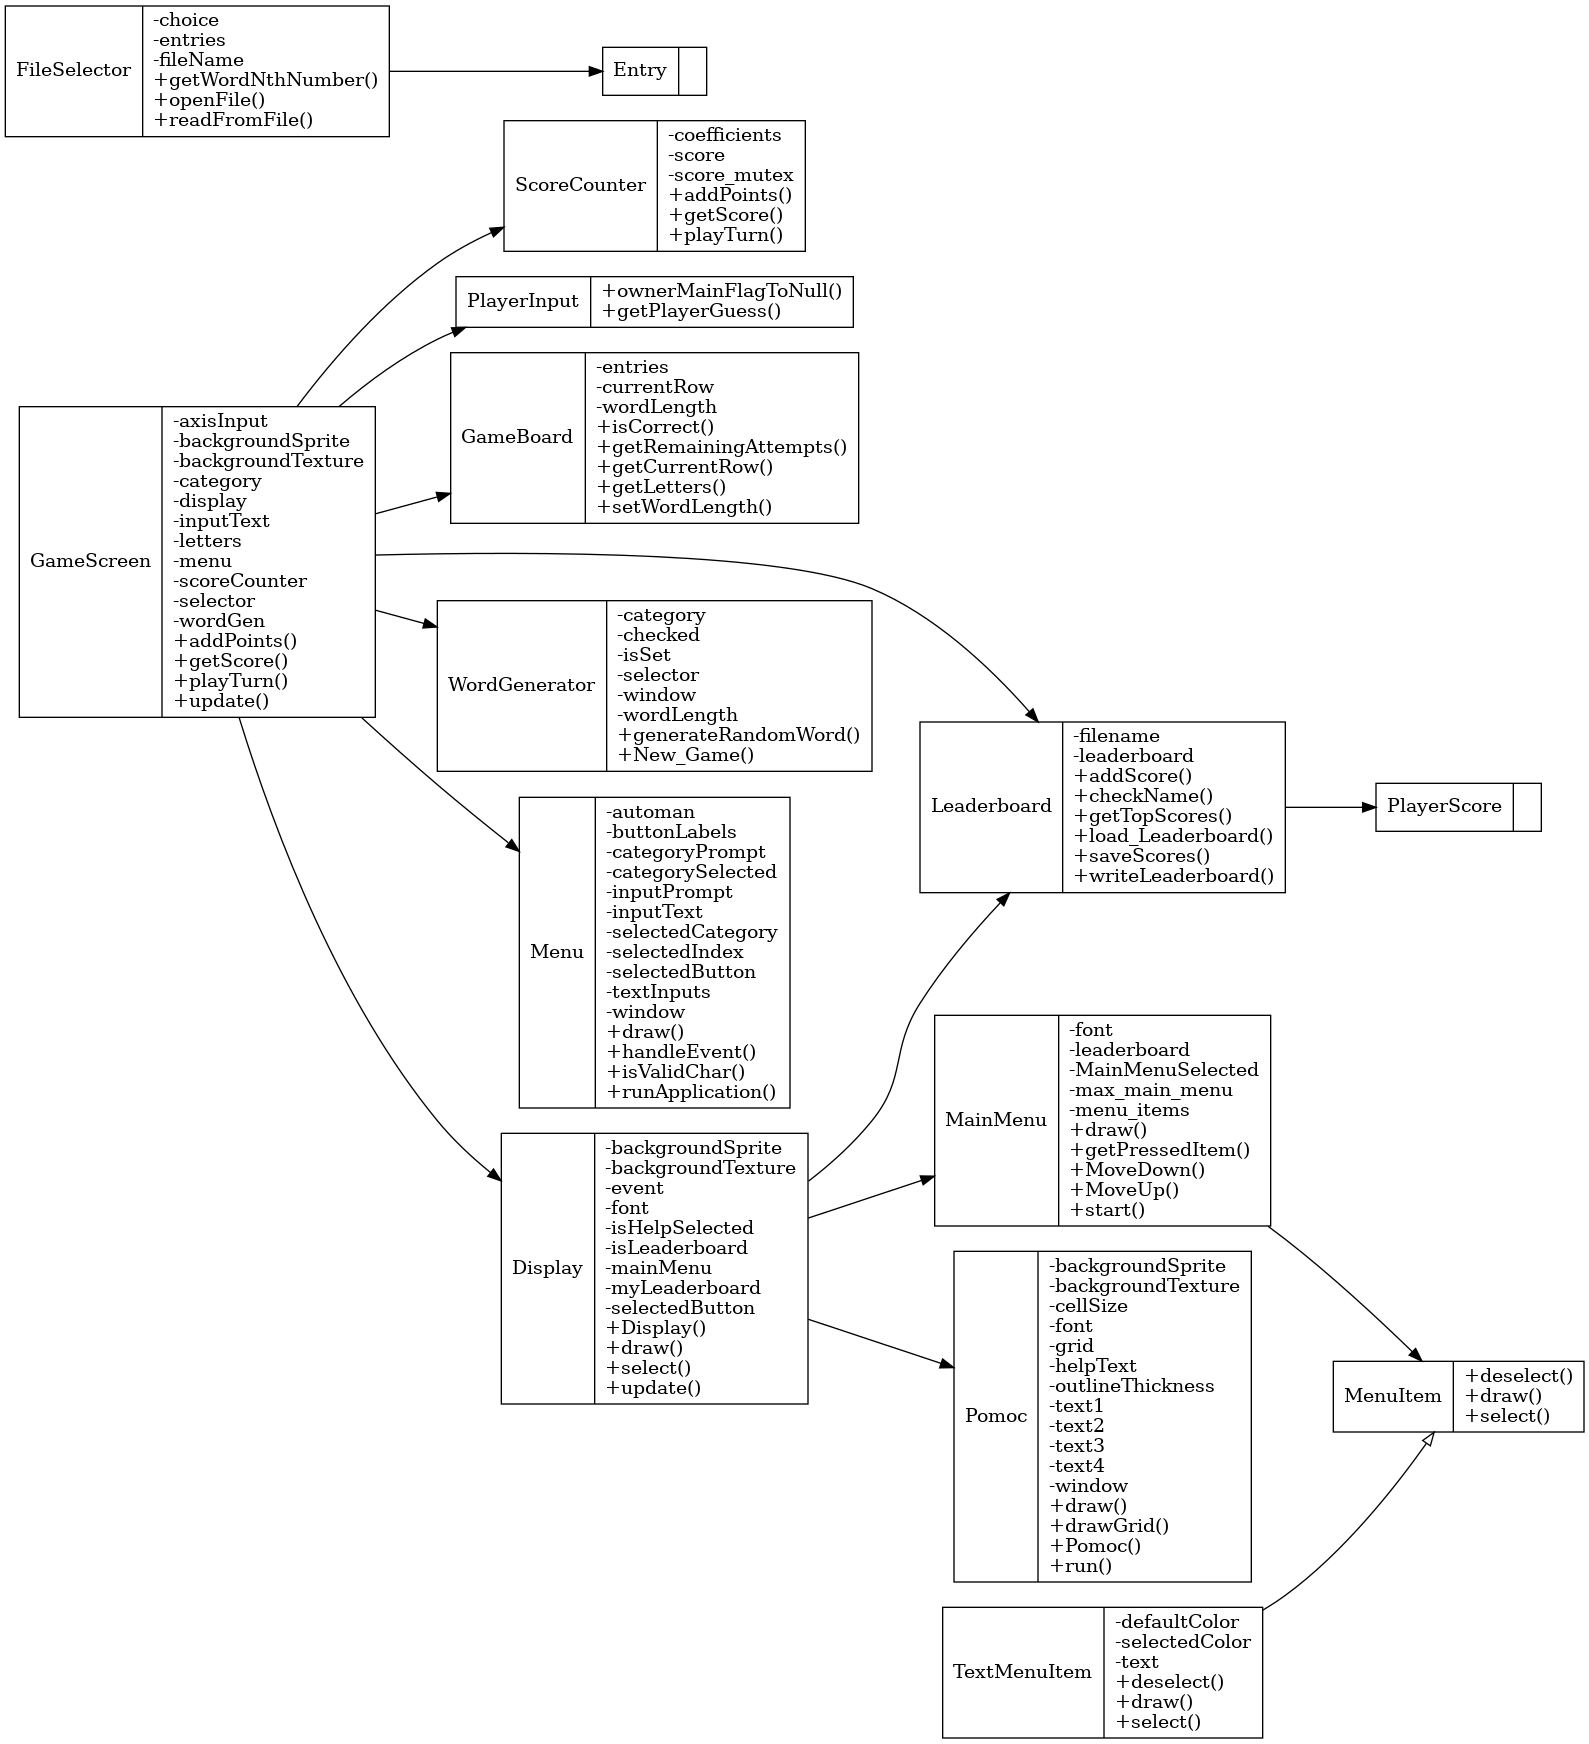 FileSelector
-choice
-entries
-fileName
+getWordNthNumber()
+openFile()
+readFromFile()
Entry
ScoreCounter
-coefficients
-score
-score_mutex
+addPoints()
+getScore()
+playTurn()
PlayerInput
+ownerMainFlagToNull()
+getPlayerGuess()
GameBoard
-entries
-currentRow
-wordLength
+isCorrect()
+getRemainingAttempts()
+getCurrentRow()
+getLetters()
+setWordLength()
GameScreen
-axisInput
-backgroundSprite
-backgroundTexture
-category
-display
-inputText
-letters
-menu
-scoreCounter
-selector
-wordGen
+addPoints()
+getScore()
+playTurn()
+update()
WordGenerator
-category
-checked
-isSet
-selector
-window
-wordLength
+generateRandomWord()
+New_Game()
Leaderboard
-filename
-leaderboard
+addScore()
+checkName()
+getTopScores()
+load_Leaderboard()
+saveScores()
+writeLeaderboard()
PlayerScore
Menu
-automan
-buttonLabels
-categoryPrompt
-categorySelected
-inputPrompt
-inputText
-selectedCategory
-selectedIndex
-selectedButton
-textInputs
-window
+draw()
+handleEvent()
+isValidChar()
+runApplication()
MainMenu
-font
-leaderboard
-MainMenuSelected
-max_main_menu
-menu_items
+draw()
+getPressedItem()
+MoveDown()
+MoveUp()
+start()
Display
-backgroundSprite
-backgroundTexture
-event
-font
-isHelpSelected
-isLeaderboard
-mainMenu
-myLeaderboard
-selectedButton
+Display()
+draw()
+select()
+update()
Pomoc
-backgroundSprite
-backgroundTexture
-cellSize
-font
-grid
-helpText
-outlineThickness
-text1
-text2
-text3
-text4
-window
+draw()
+drawGrid()
+Pomoc()
+run()
MenuItem
+deselect()
+draw()
+select()
TextMenuItem
-defaultColor
-selectedColor
-text
+deselect()
+draw()
+select()